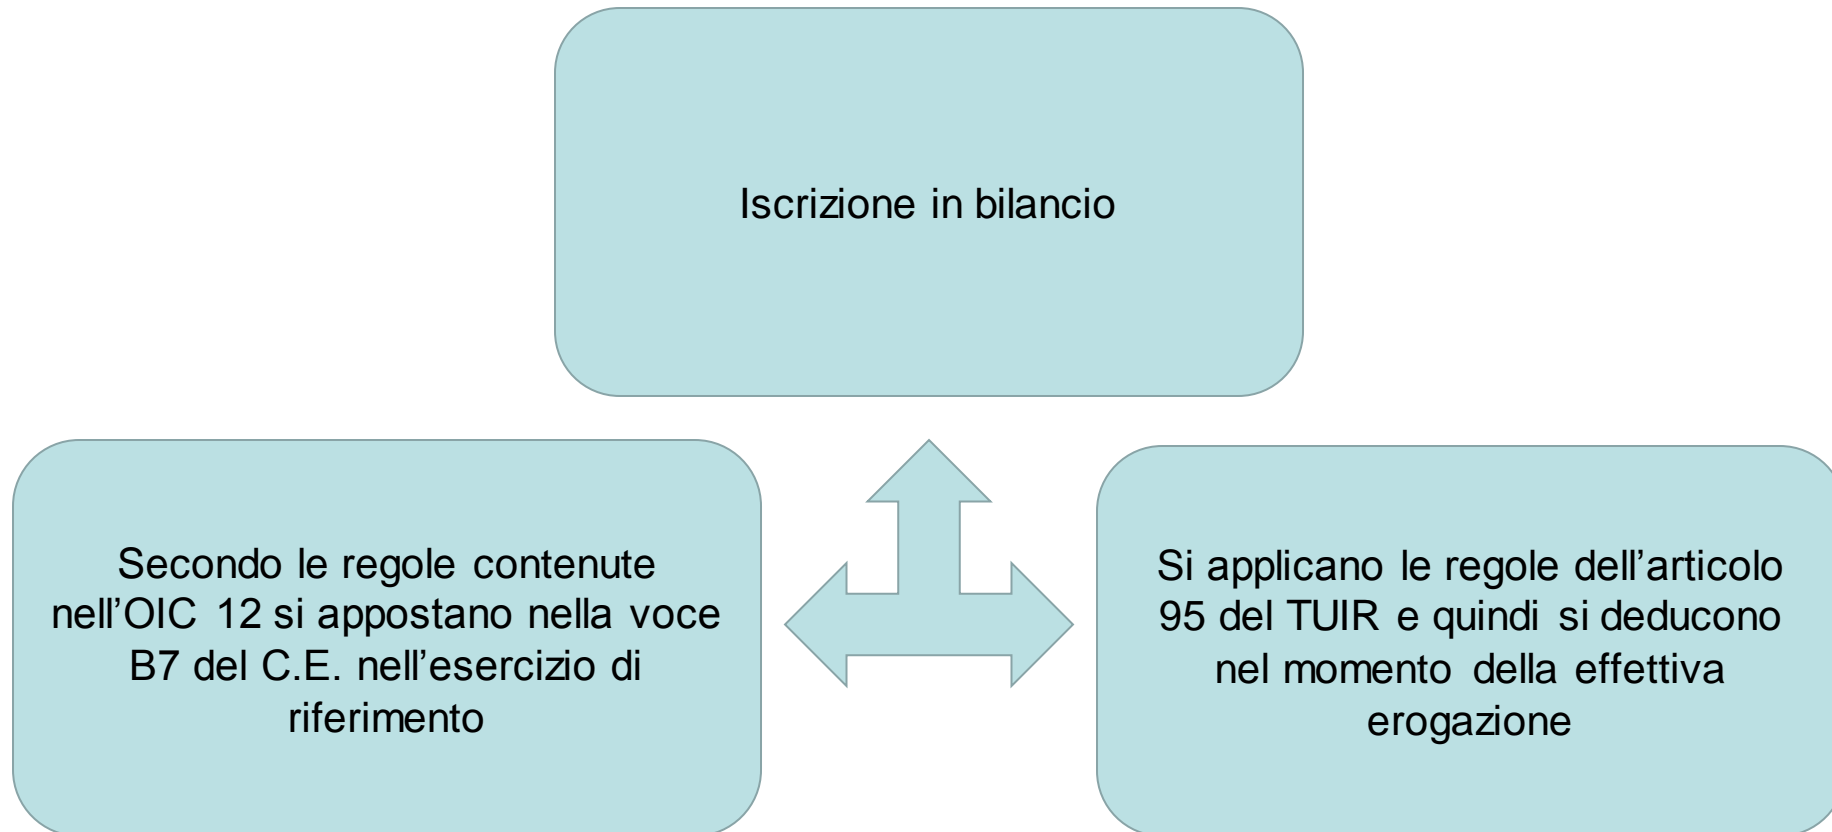 Iscrizione in bilancio
Secondo le regole contenute
nell’OIC 12 si appostano nella voce
B7 del C.E. nell’esercizio di
riferimento
Si applicano le regole dell’articolo
95 del TUIR e quindi si deducono
nel momento della effettiva
erogazione